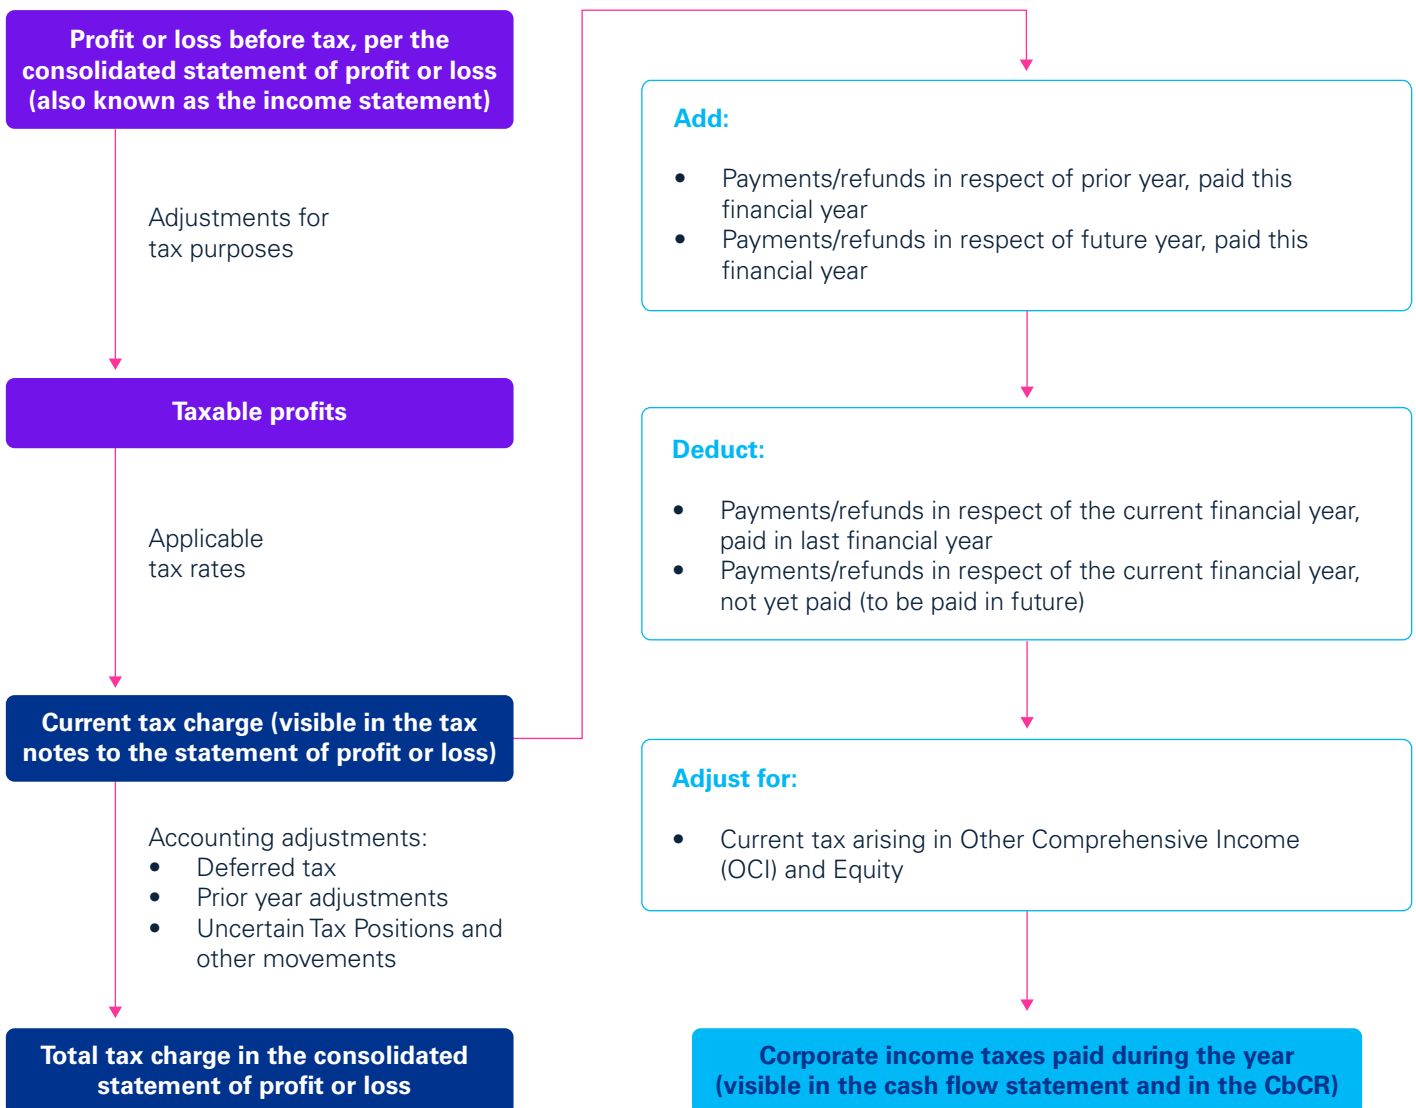 Profit or loss before tax, per the
consolidated statement of profit or loss
(also known as the income statement)
Adjustments for
tax purposes
Taxable profits
Applicable
tax rates
Current tax charge (visible in the tax
notes to the statement of profit or loss)
Accounting adjustments:
• Deferred tax
• Prior year adjustments
• Uncertain Tax Positions and
other movements
Total tax charge in the consolidated
statement of profit or loss
Add:
• Payments/refunds in respect of prior year, paid this
financial year
• Payments/refunds in respect of future year, paid this
financial year
Deduct:
• Payments/refunds in respect of the current financial year,
paid in last financial year
• Payments/refunds in respect of the current financial year,
not yet paid (to be paid in future)
Adjust for:
• Current tax arising in Other Comprehensive Income
(OCI) and Equity
Corporate income taxes paid during the year
(visible in the cash flow statement and in the CbCR)